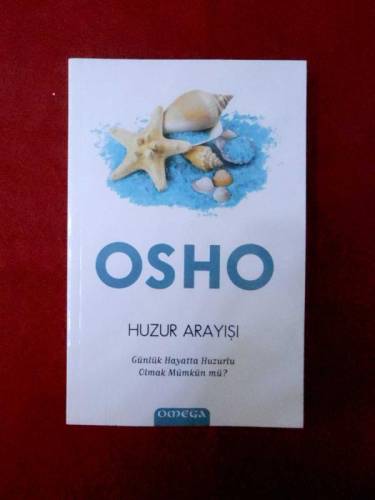 OSHO
HUZUR ARAYIŞI
Günlük Hayatta Huzurlu
Olmak Mümkün mü?
OMEGA